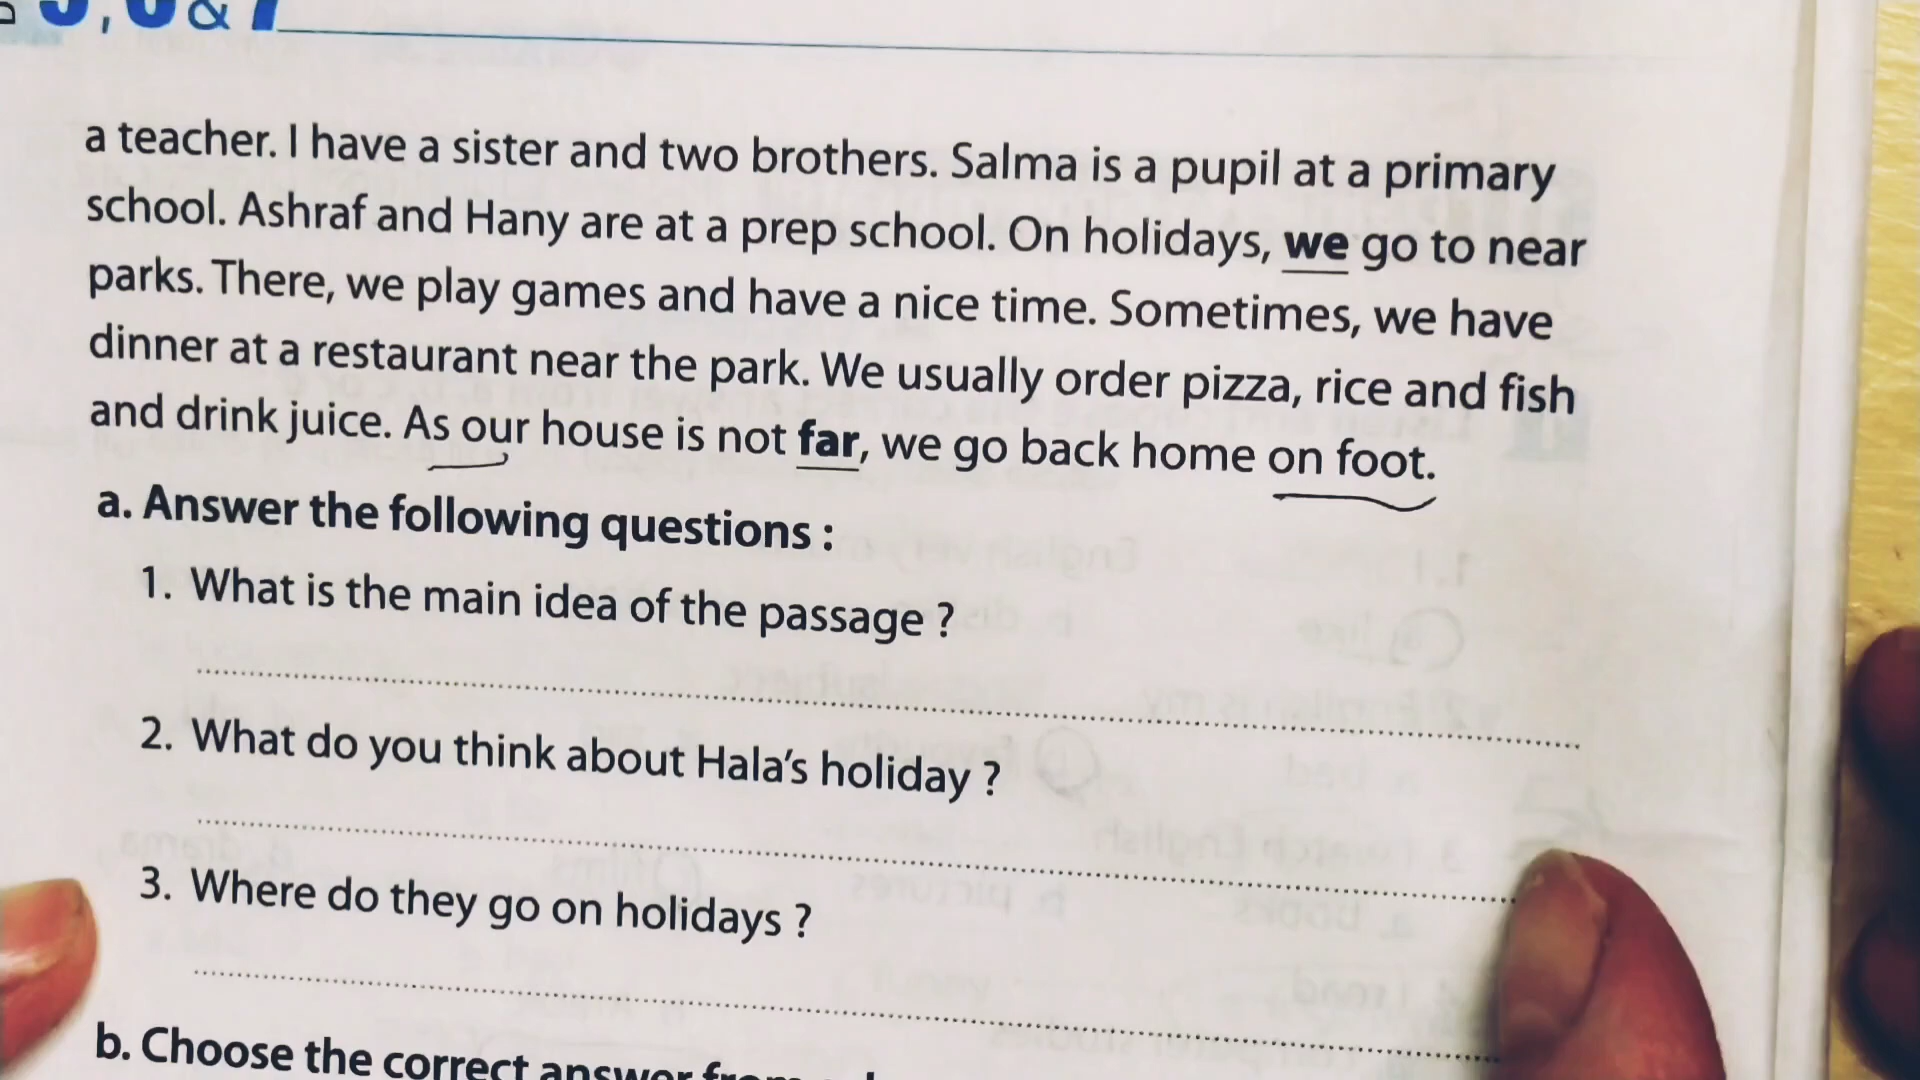 &
a teacher. I have a sister and two brothers. Salma is a pupil at a primary
school. Ashraf and Hany are at a prep school. On holidays, we go to near
parks. There, we play games and have a nice time. Sometimes, we have
dinner at a restaurant near the park. We usually order pizza, rice and fish
and drink juice. As our house is not far, we go back home on foot.
a. Answer the following questions :
1. What is the main idea of the passage ?
2. What do you think about Hala's holiday ?
3. Where do they go on holidays ?
b. Choose the correct answer